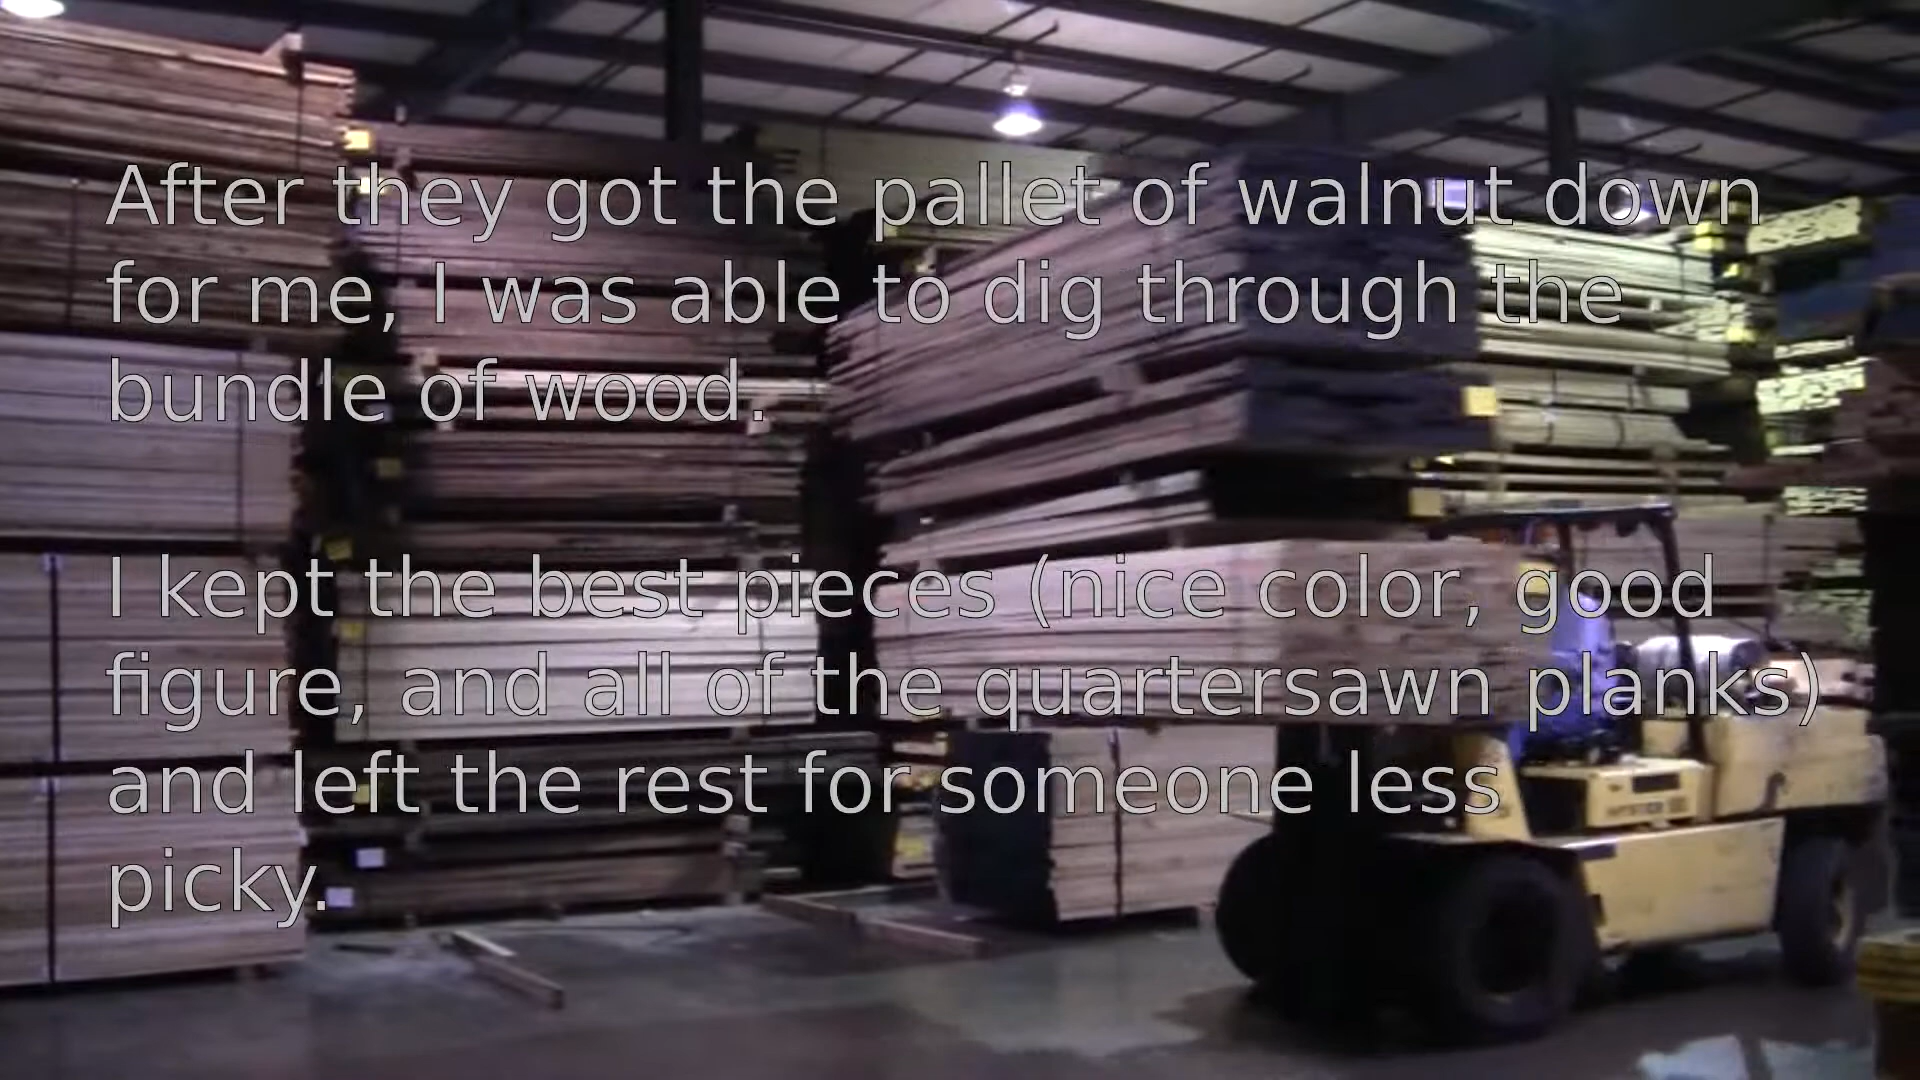 After they got the pallet of walnut down
for me, I was able to dig through the
bundle of wood.
I kept the best pieces (nice color, good
figure, and all of the quartersawn planks)
and left the rest for someone less
picky.